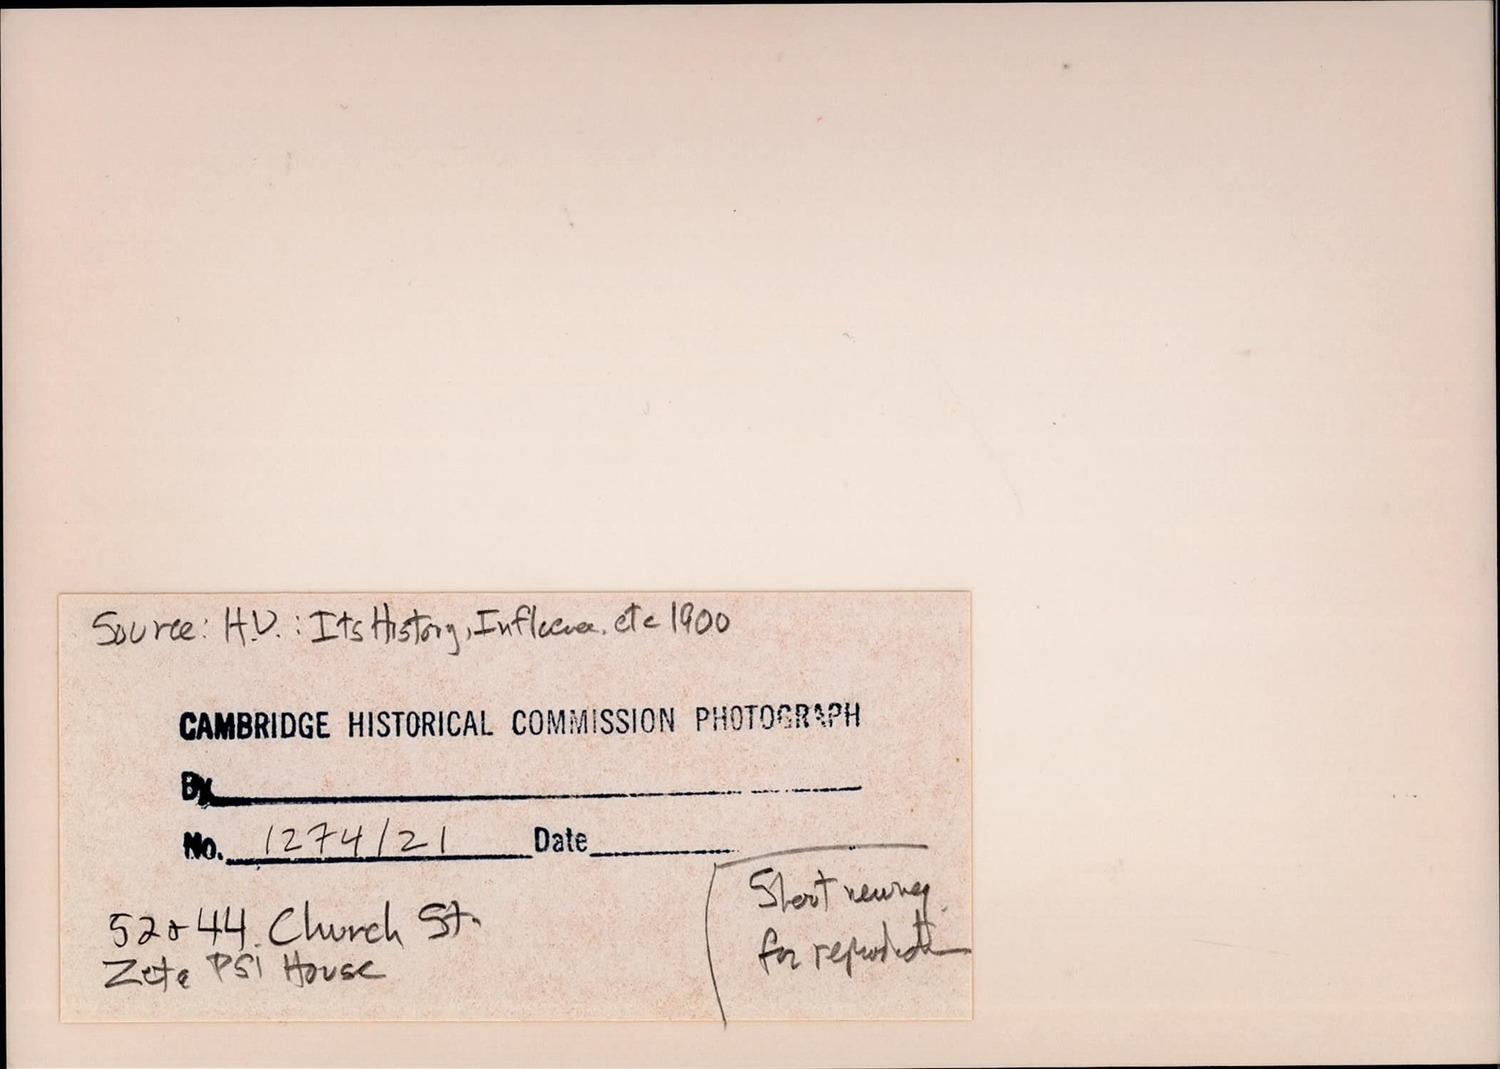 Source: H.U.: Its History, Influence, etc 1900
CAMBRIDGE HISTORICAL COMMISSION PHOTOGRAPH
By
No. 1274/21 Date
52 & 44 Church St.
Zeta PSI House
Short
for reproduction